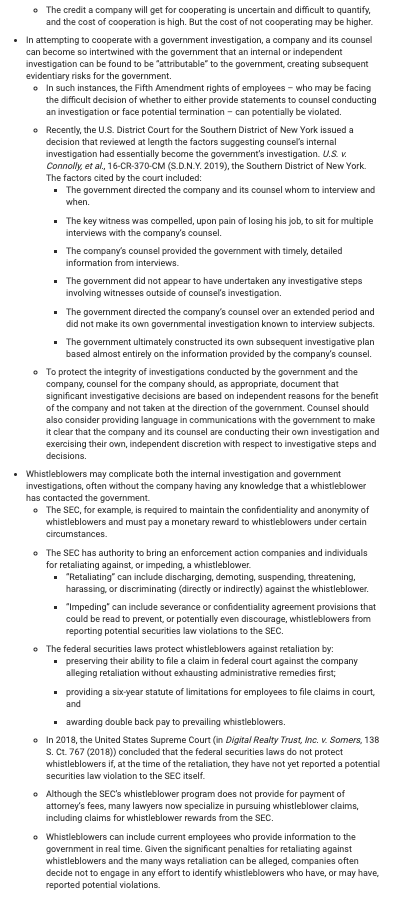 ○ The credit a company will get for cooperating is uncertain and difficult to quantify,
and the cost of cooperation is high. But the cost of not cooperating may be higher.
● In attempting to cooperate with a government investigation, a company and its counsel
can become so intertwined with the government that an internal or independent
investigation can be found to be “attributable” to the government, creating subsequent
evidentiary risks for the government.
○ In such instances, the Fifth Amendment rights of employees – who may be facing
the difficult decision of whether to either provide statements to counsel conducting
an investigation or face potential termination – can potentially be violated.
○ Recently, the U.S. District Court for the Southern District of New York issued a
decision that reviewed at length the factors suggesting counsel’s internal
investigation had essentially become the government’s investigation. U.S. v.
Connolly, et al., 16-CR-370-CM (S.D.N.Y. 2019), the Southern District of New York.
The factors cited by the court included:
▪ The government directed the company and its counsel whom to interview and
when.
▪ The key witness was compelled, upon pain of losing his job, to sit for multiple
interviews with the company’s counsel.
▪ The company’s counsel provided the government with timely, detailed
information from interviews.
▪ The government did not appear to have undertaken any investigative steps
involving witnesses outside of counsel’s investigation.
▪ The government directed the company’s counsel over an extended period and
did not make its own governmental investigation known to interview subjects.
▪ The government ultimately constructed its own subsequent investigative plan
based almost entirely on the information provided by the company’s counsel.
○ To protect the integrity of investigations conducted by the government and the
company, counsel for the company should, as appropriate, document that
significant investigative decisions are based on independent reasons for the benefit
of the company and not taken at the direction of the government. Counsel should
also consider providing language in communications with the government to make
it clear that the company and its counsel are conducting their own investigation and
exercising their own, independent discretion with respect to investigative steps and
decisions.
● Whistleblowers may complicate both the internal investigation and government
investigations, often without the company having any knowledge that a whistleblower
has contacted the government.
○ The SEC, for example, is required to maintain the confidentiality and anonymity of
whistleblowers and must pay a monetary reward to whistleblowers under certain
circumstances.
○ The SEC has authority to bring an enforcement action companies and individuals
for retaliating against, or impeding, a whistleblower.
▪ “Retaliating” can include discharging, demoting, suspending, threatening,
harassing, or discriminating (directly or indirectly) against the whistleblower.
▪ “Impeding” can include severance or confidentiality agreement provisions that
could be read to prevent, or potentially even discourage, whistleblowers from
reporting potential securities law violations to the SEC.
○ The federal securities laws protect whistleblowers against retaliation by:
▪ preserving their ability to file a claim in federal court against the company
alleging retaliation without exhausting administrative remedies first;
▪ providing a six-year statute of limitations for employees to file claims in court,
and
▪ awarding double back pay to prevailing whistleblowers.
○ In 2018, the United States Supreme Court (in Digital Realty Trust, Inc. v. Somers, 138
S. Ct. 767 (2018)) concluded that the federal securities laws do not protect
whistleblowers if, at the time of the retaliation, they have not yet reported a potential
securities law violation to the SEC itself.
○ Although the SEC’s whistleblower program does not provide for payment of
attorney’s fees, many lawyers now specialize in pursuing whistleblower claims,
including claims for whistleblower rewards from the SEC.
○ Whistleblowers can include current employees who provide information to the
government in real time. Given the significant penalties for retaliating against
whistleblowers and the many ways retaliation can be alleged, companies often
decide not to engage in any effort to identify whistleblowers who have, or may have,
reported potential violations.